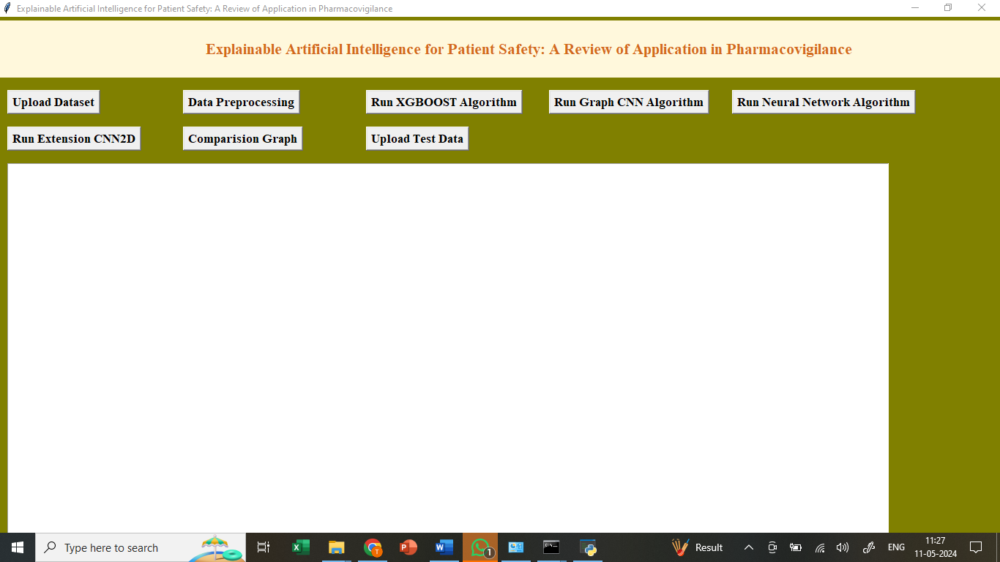 Explainable Artificial Intelligence for Patient Safety: A Review of Application in Pharmacovigilance
Explainable Artificial Intelligence for Patient Safety: A Review of Application in Pharmacovigilance
Upload Dataset Data Preprocessing Run XGBOOST Algorithm Run Graph CNN Algorithm Run Neural Network Algorithm
Run Extension CNN2D Comparision Graph Upload Test Data
Type here to search 1 Result ENG 11:27
11-05-2024